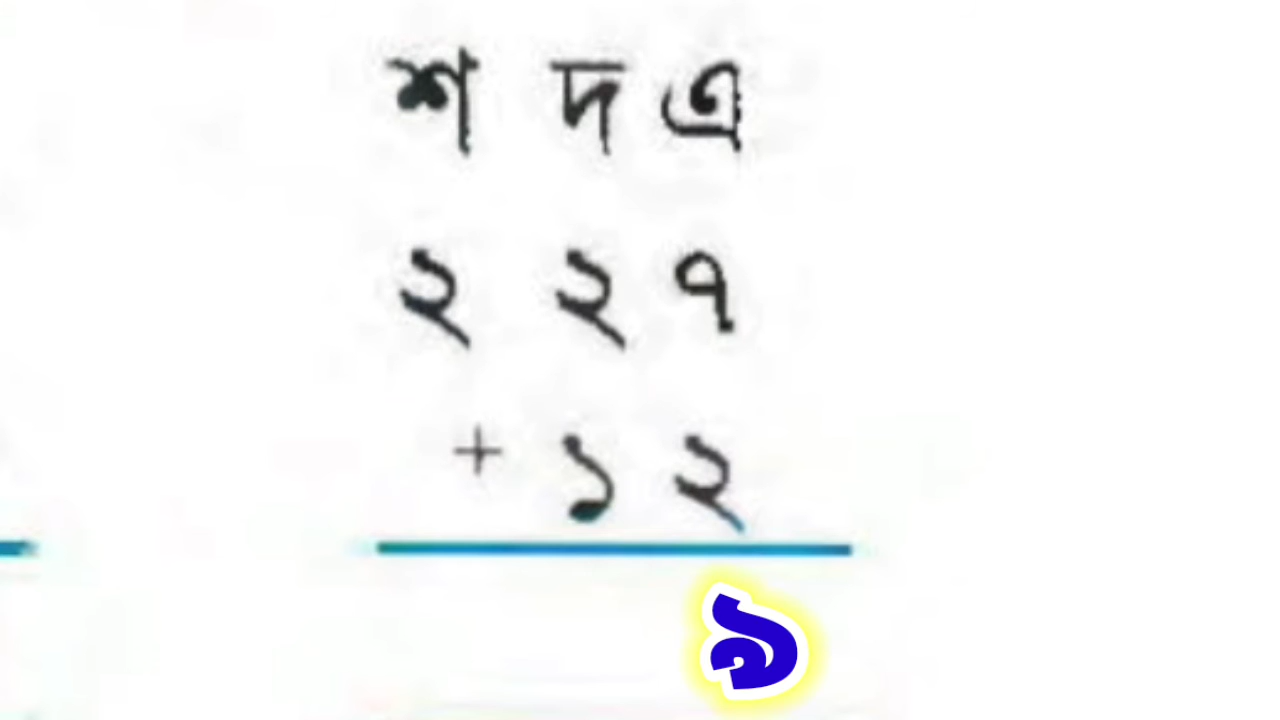 শ দ এ
২ ২ ৭
+ ১ ২
৯